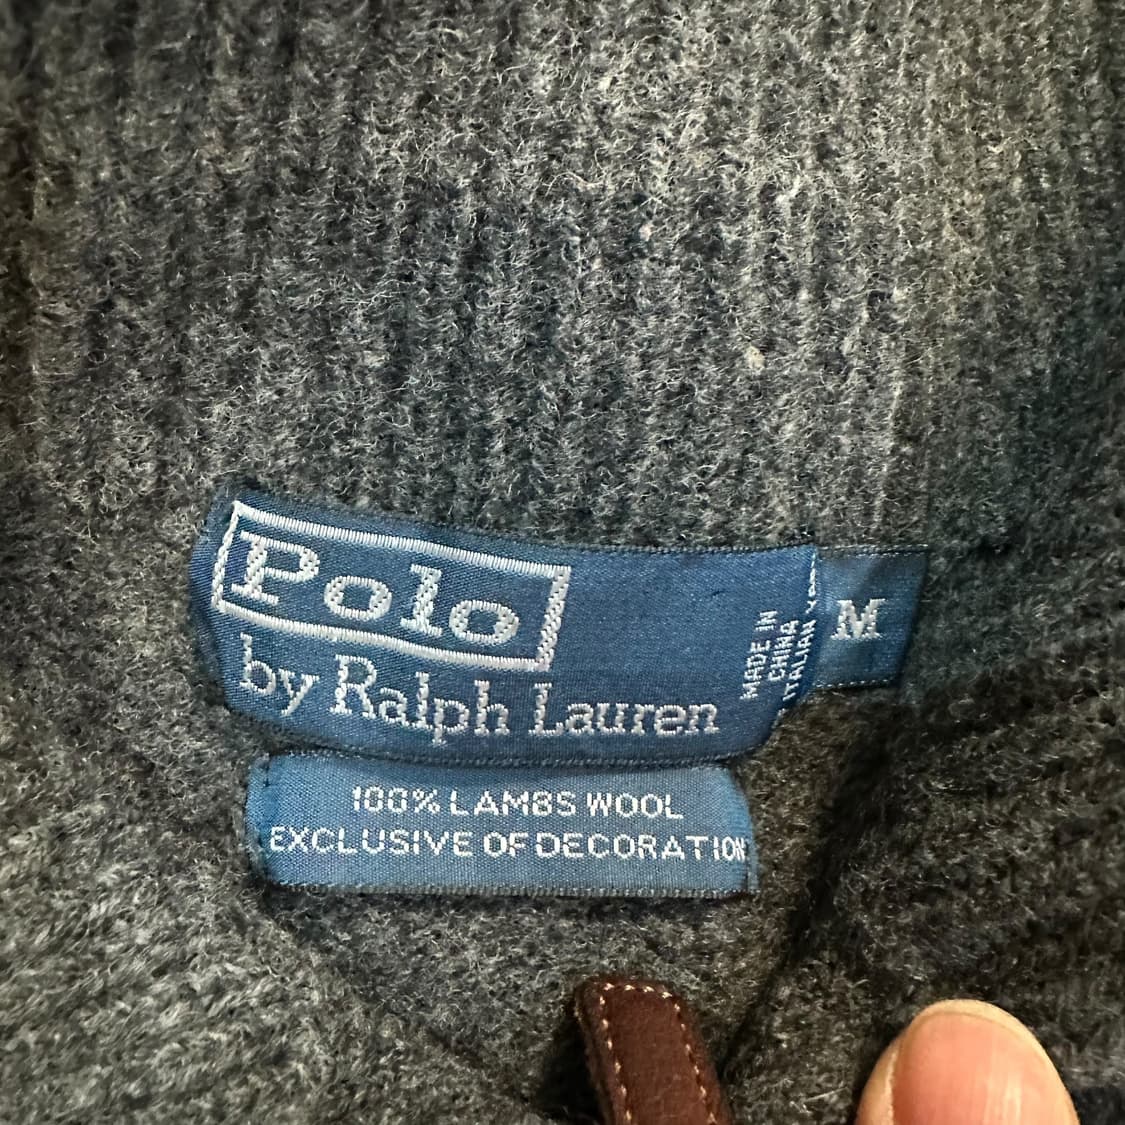 Polo
by Ralph Lauren
MADE IN
CHINA
ITALIAN
M
100% LAMBS WOOL
EXCLUSIVE OF DECORATION